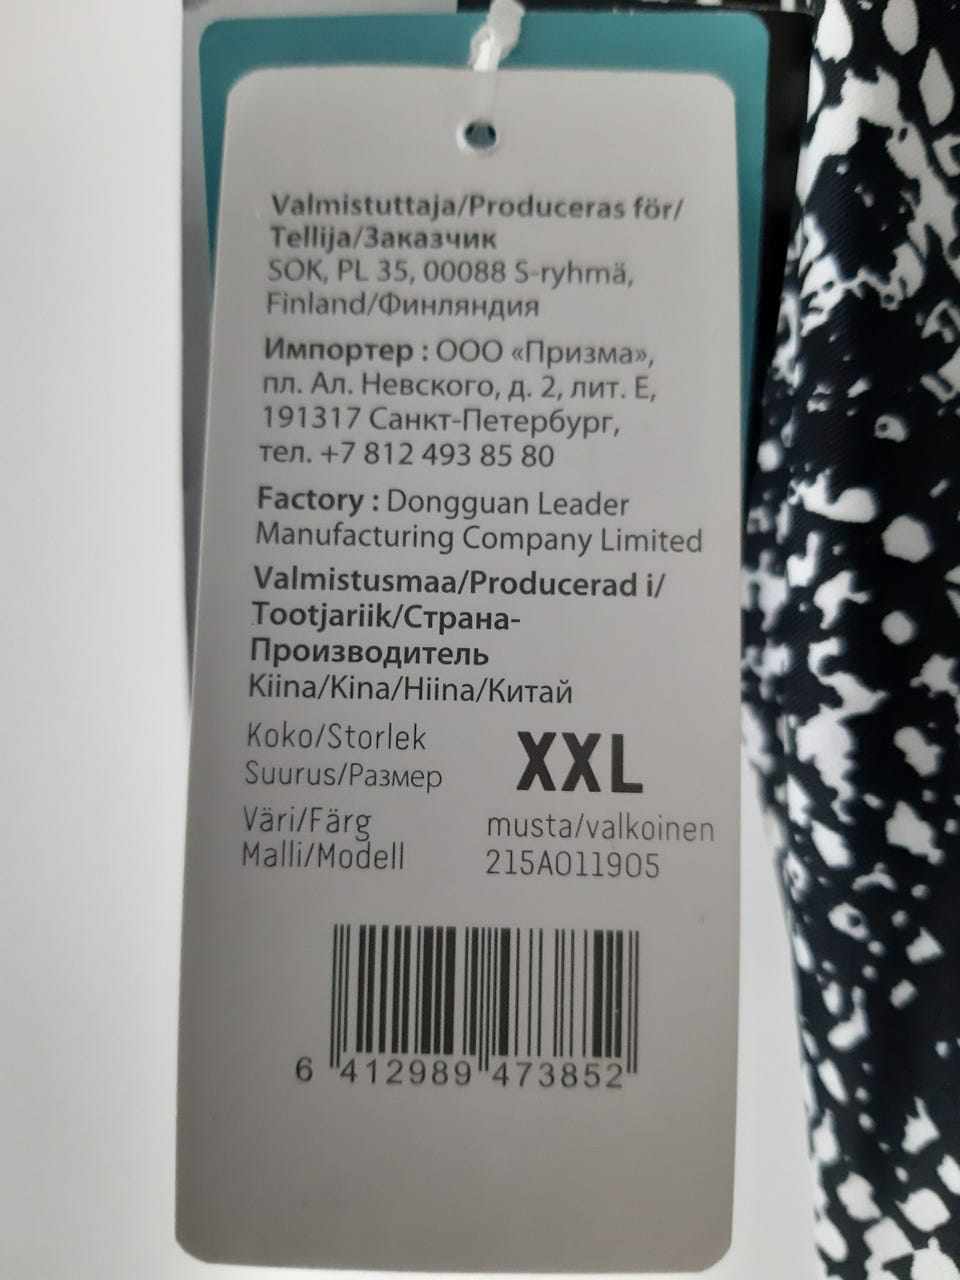 Valmistuttaja/Produceras för/
Tellija/Заказчик
SOK, PL 35, 00088 S-ryhmä,
Finland/Финляндия
Импортер : ООО «Призма»,
пл. Ал. Невского, д. 2, лит. Е,
191317 Санкт-Петербург,
тел. +7 812 493 85 80
Factory : Dongguan Leader
Manufacturing Company Limited
Valmistusmaa/Producerad i/
Tootjariik/Страна-
Производитель
Kiina/Kina/Hiina/Китай
Koko/Storlek
Suurus/Размер XXL
Väri/Färg musta/valkoinen
Malli/Modell 215A011905
6 412989 473852